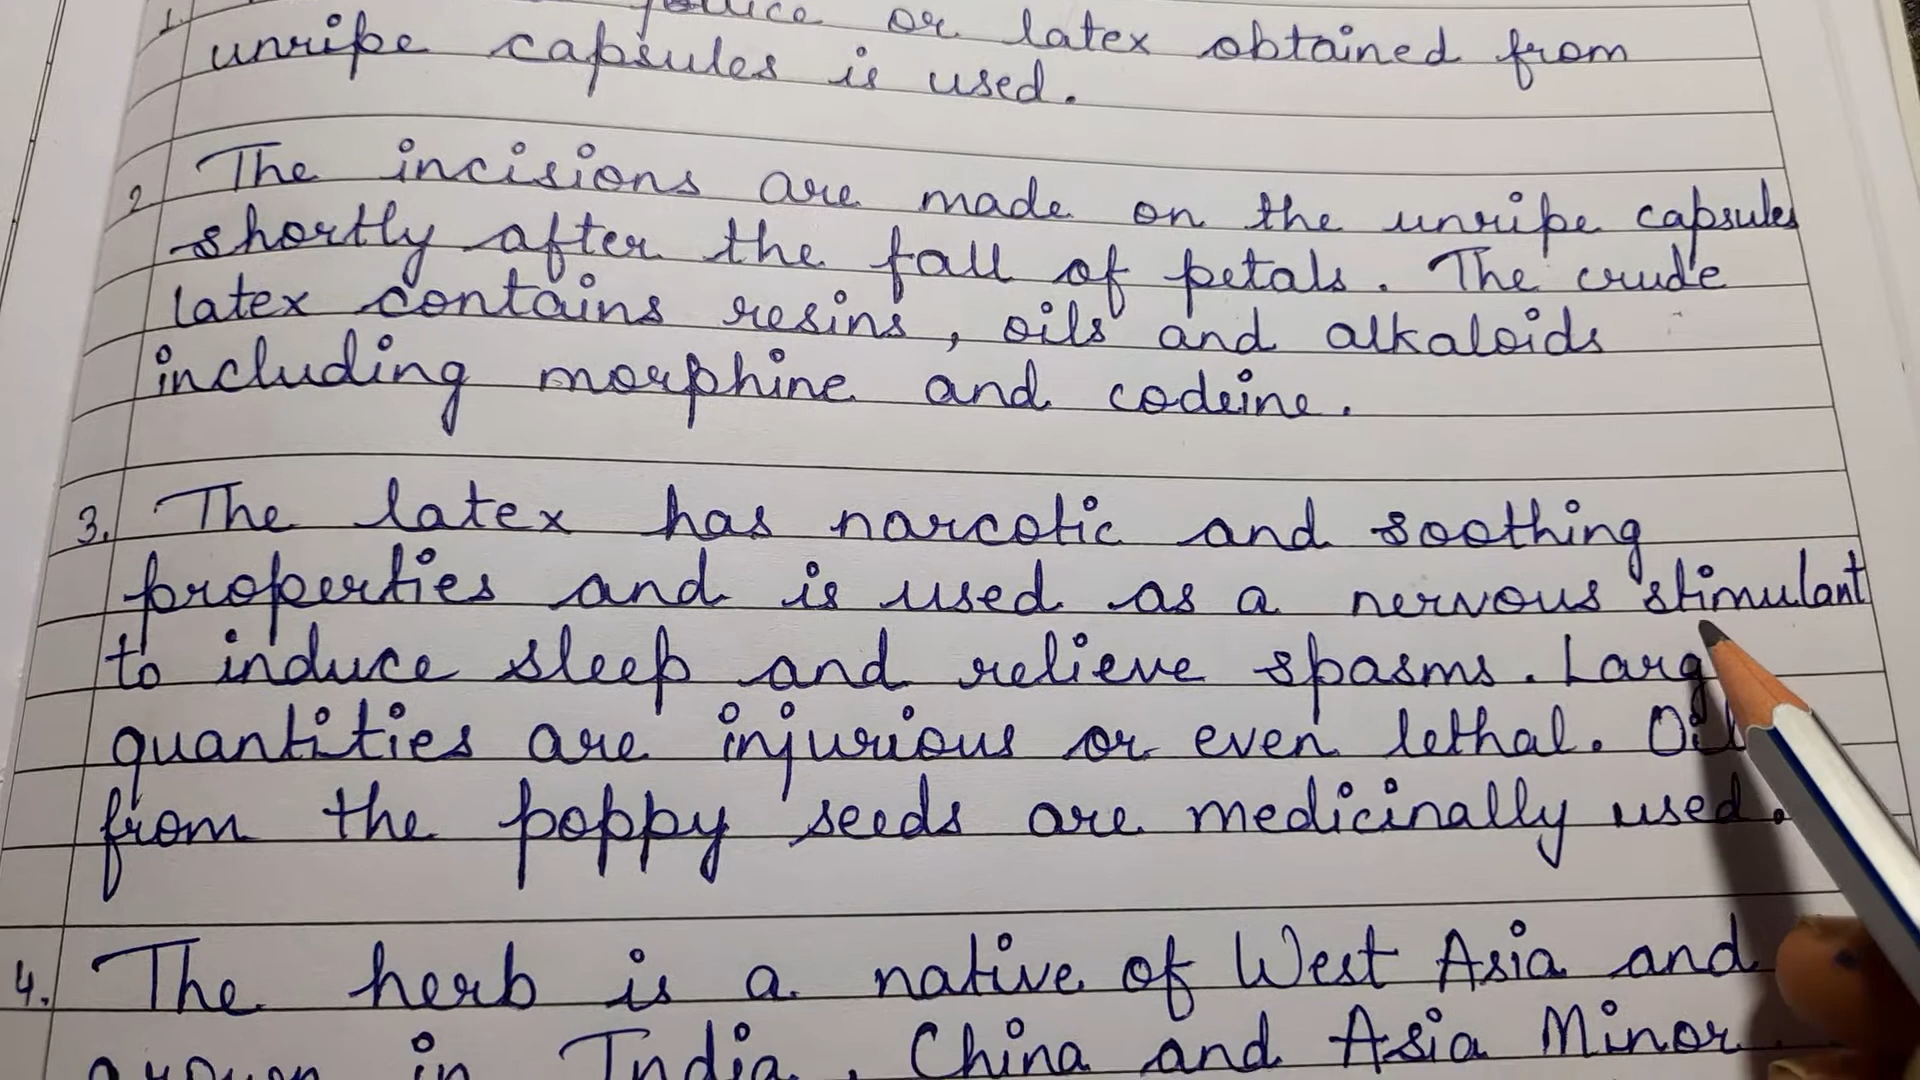 1. or latex obtained from
unripe capsules is used.
2 The incisions are made on the unripe capsules
shortly after the fall of petals. The crude
latex contains resins, oils and alkaloids
including morphine and codeine.
3. The latex has narcotic and soothing
properties and is used as a nervous stimulant
to induce sleep and relieve spasms. Larg
quantities are injurious or even lethal. Oil
from the poppy seeds are medicinally used.
4. The herb is a native of West Asia and
grown in India, China and Asia Minor